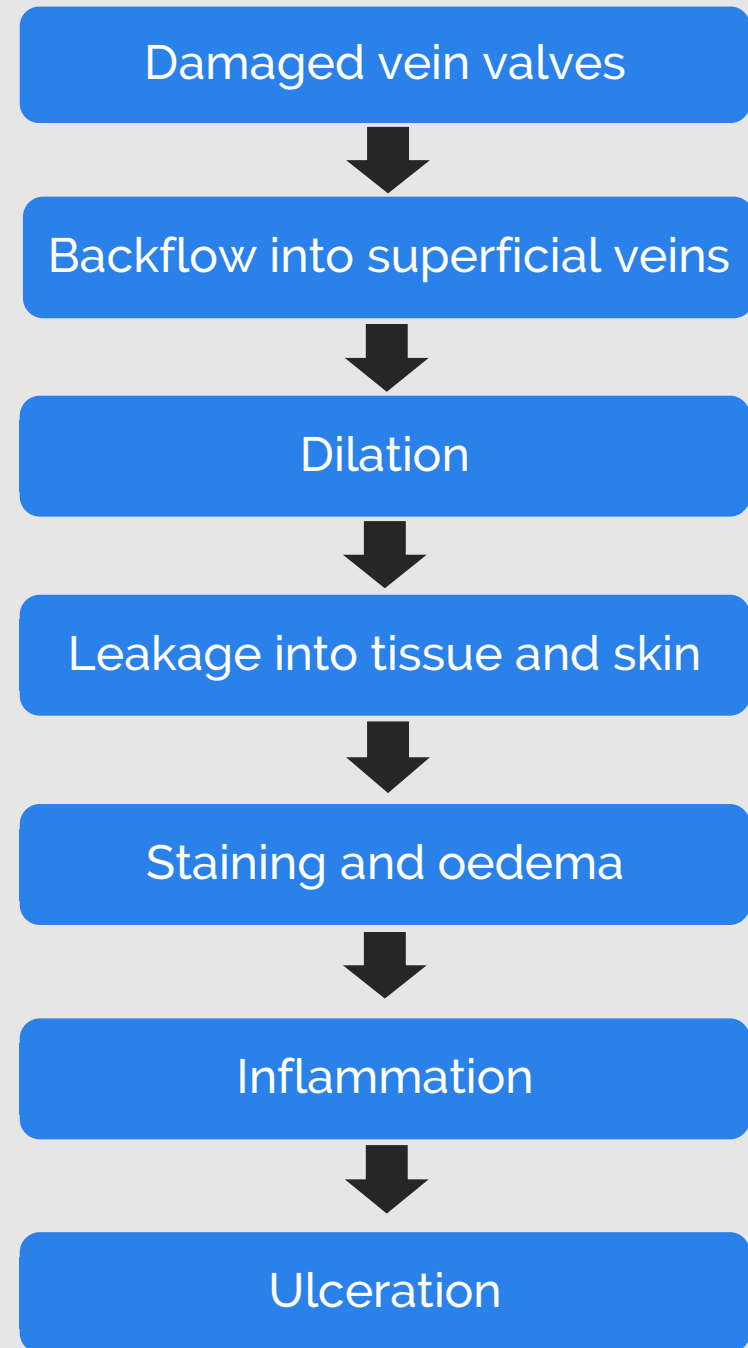 Damaged vein valves
Backflow into superficial veins
Dilation
Leakage into tissue and skin
Staining and oedema
Inflammation
Ulceration